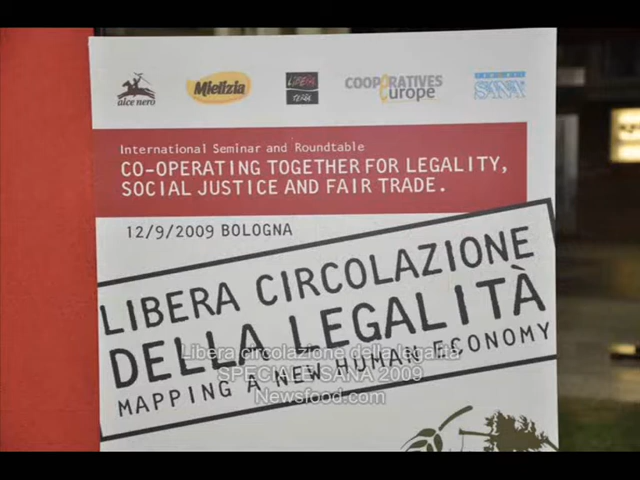 alce nero
Mielizia
LIBERA
TERRA
COOPERATIVES
Europe
SANA
International Seminar and Roundtable
CO-OPERATING TOGETHER FOR LEGALITY,
SOCIAL JUSTICE AND FAIR TRADE.
12/9/2009 BOLOGNA
LIBERA CIRCOLAZIONE
DELLA LEGALITÀ
MAPPING A NEW HUMAN ECONOMY
Libera circolazione della legalità
SPECIALE SANA 2009
Newsfood.com